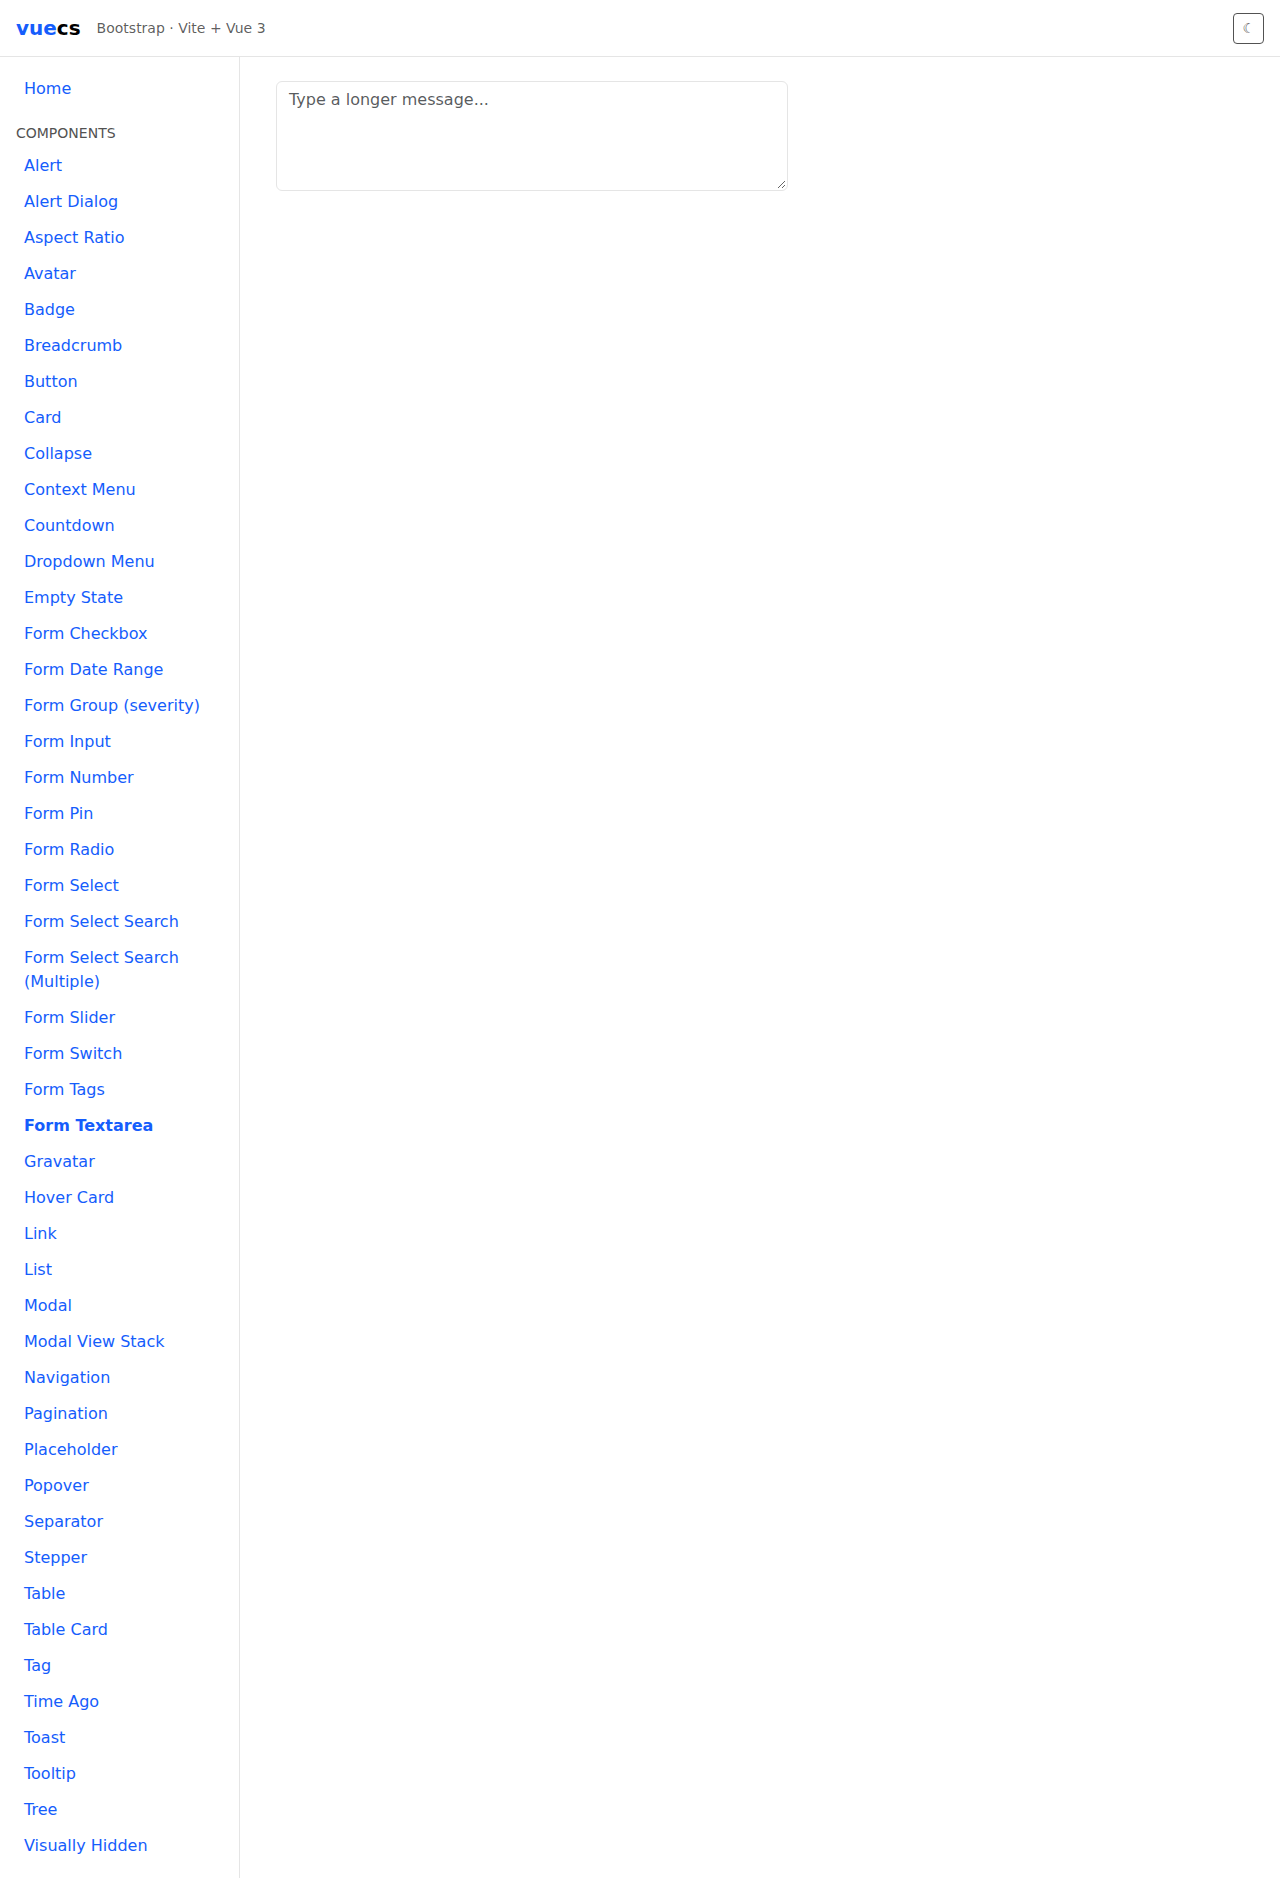 vuecs Bootstrap · Vite + Vue 3
Home
COMPONENTS
Alert
Alert Dialog
Aspect Ratio
Avatar
Badge
Breadcrumb
Button
Card
Collapse
Context Menu
Countdown
Dropdown Menu
Empty State
Form Checkbox
Form Date Range
Form Group (severity)
Form Input
Form Number
Form Pin
Form Radio
Form Select
Form Select Search
Form Select Search
(Multiple)
Form Slider
Form Switch
Form Tags
Form Textarea
Gravatar
Hover Card
Link
List
Modal
Modal View Stack
Navigation
Pagination
Placeholder
Popover
Separator
Stepper
Table
Table Card
Tag
Time Ago
Toast
Tooltip
Tree
Visually Hidden
Type a longer message...